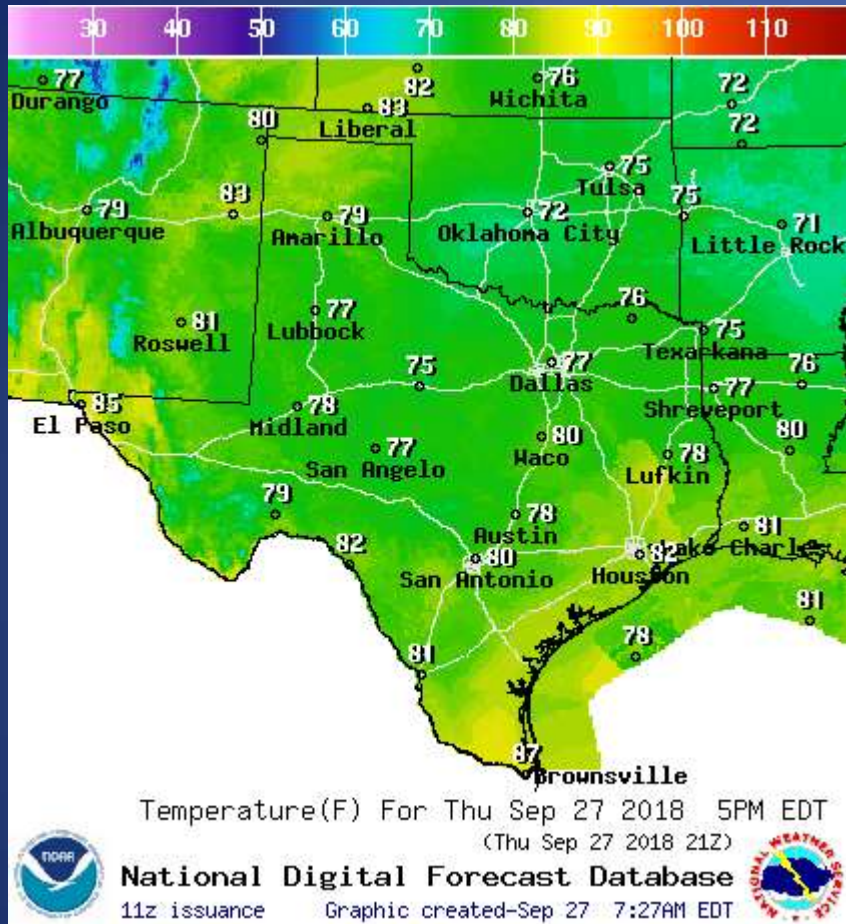 30 40 50 60 70 80 90 100 110
77 82 76 72
Durango Wichita
83
Liberal
80 72
75
Tulsa
79 83 79 72 75 71
Albuquerque Amarillo Oklahoma City Little Rock
81 77 76
Roswell Lubbock
75
Texarkana
75 77 77 76
Dallas Shreveport
85 78
El Paso Midland
77 80 78 80
San Angelo Waco Lufkin
79 78 81
Austin
82 80 82 Lake Charles
San Antonio Houston
81
78
81
87
Brownsville
Temperature(F) For Thu Sep 27 2018 5PM EDT
(Thu Sep 27 2018 21Z)
National Digital Forecast Database
11z issuance Graphic created-Sep 27 7:27AM EDT
NOAA
NATIONAL WEATHER SERVICE